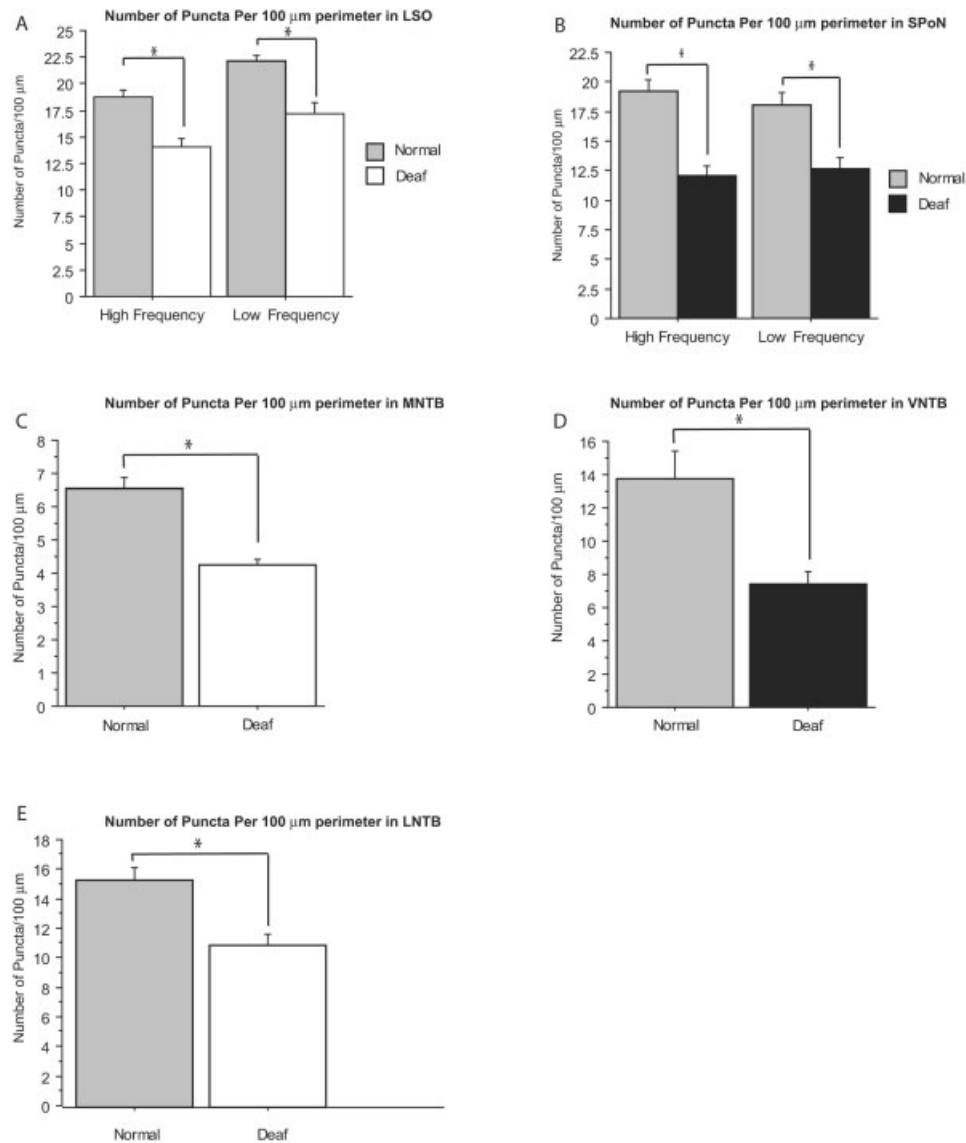 A
Number of Puncta Per 100 μm perimeter in LSO
Number of Puncta/100 μm
25
22.5
20
17.5
15
12.5
10
7.5
5
2.5
0
*
*
High Frequency
Low Frequency
Normal
Deaf
B
Number of Puncta Per 100 μm perimeter in SPoN
Number of Puncta/100 μm
22.5
20
17.5
15
12.5
10
7.5
5
2.5
0
*
*
High Frequency
Low Frequency
Normal
Deaf
C
Number of Puncta Per 100 μm perimeter in MNTB
Number of Puncta/100 μm
8
7
6
5
4
3
2
1
0
*
Normal
Deaf
D
Number of Puncta Per 100 μm perimeter in VNTB
Number of Puncta/100 μm
16
14
12
10
8
6
4
2
0
*
Normal
Deaf
E
Number of Puncta Per 100 μm perimeter in LNTB
Number of Puncta/100 μm
18
16
14
12
10
8
6
4
2
0
*
Normal
Deaf